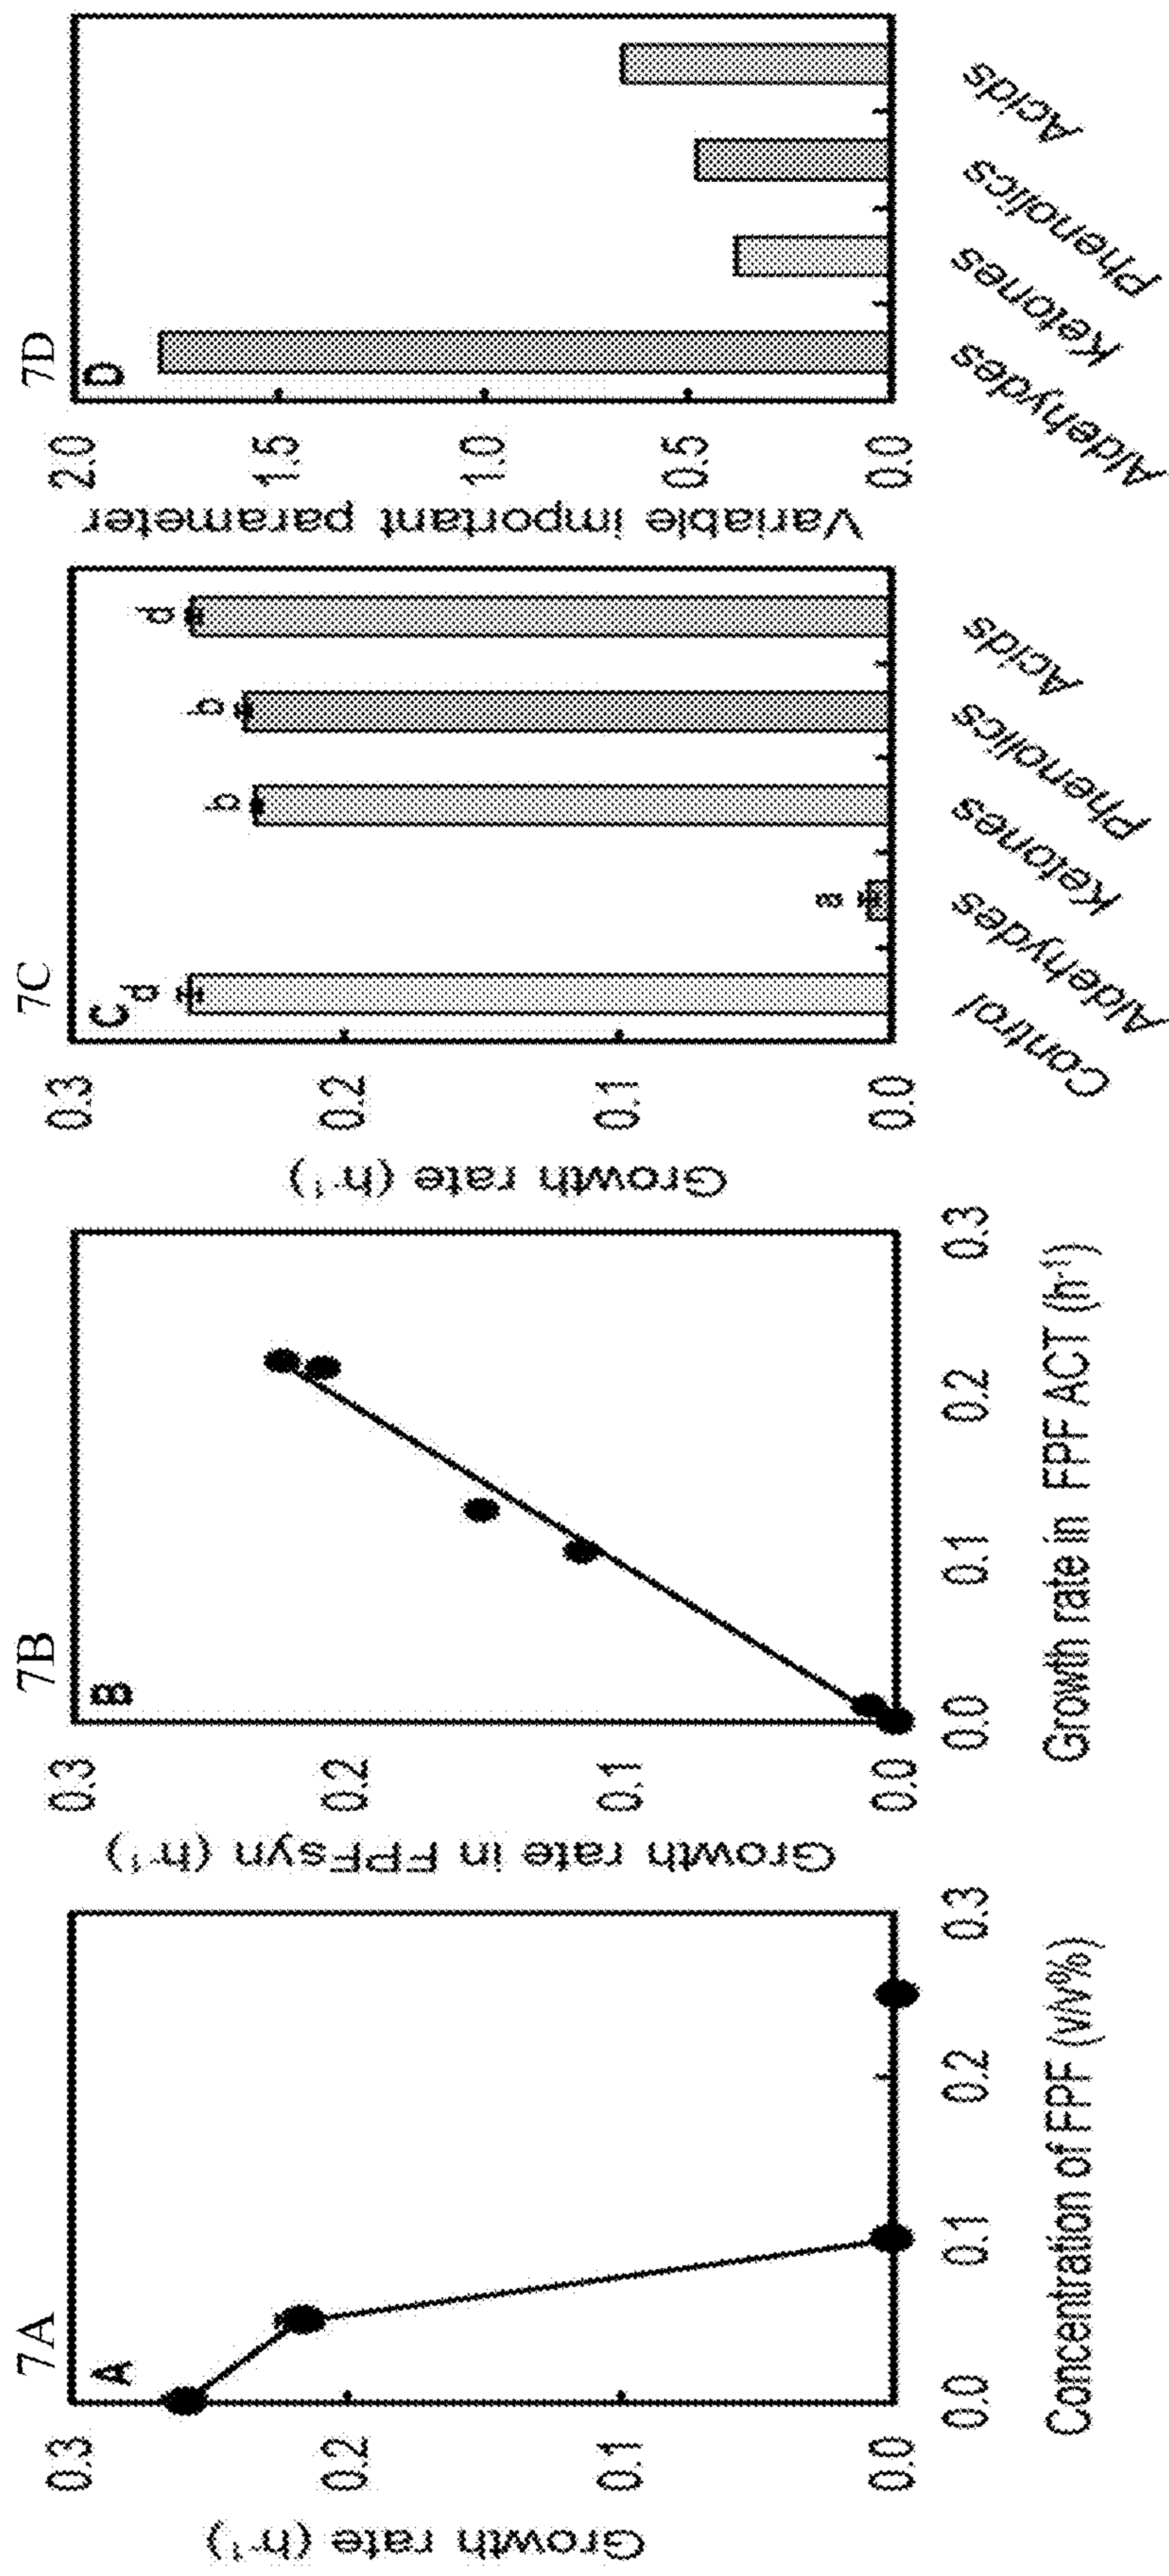 7A
A
0.3
0.2
0.1
0.0
Growth rate (h-1)
0.0
0.1
0.2
0.3
Concentration of FPF (v/v%)
7B
B
0.3
0.2
0.1
0.0
Growth rate in FPFsyn (h-1)
0.0
0.1
0.2
0.3
Growth rate in FPF ACT (h-1)
7C
C
0.3
0.2
0.1
0.0
Growth rate (h-1)
d
a
b
b
d
Control
Aldehydes
Ketones
Phenolics
Acids
7D
D
2.0
1.5
1.0
0.5
0.0
Variable important parameter
Aldehydes
Ketones
Phenolics
Acids